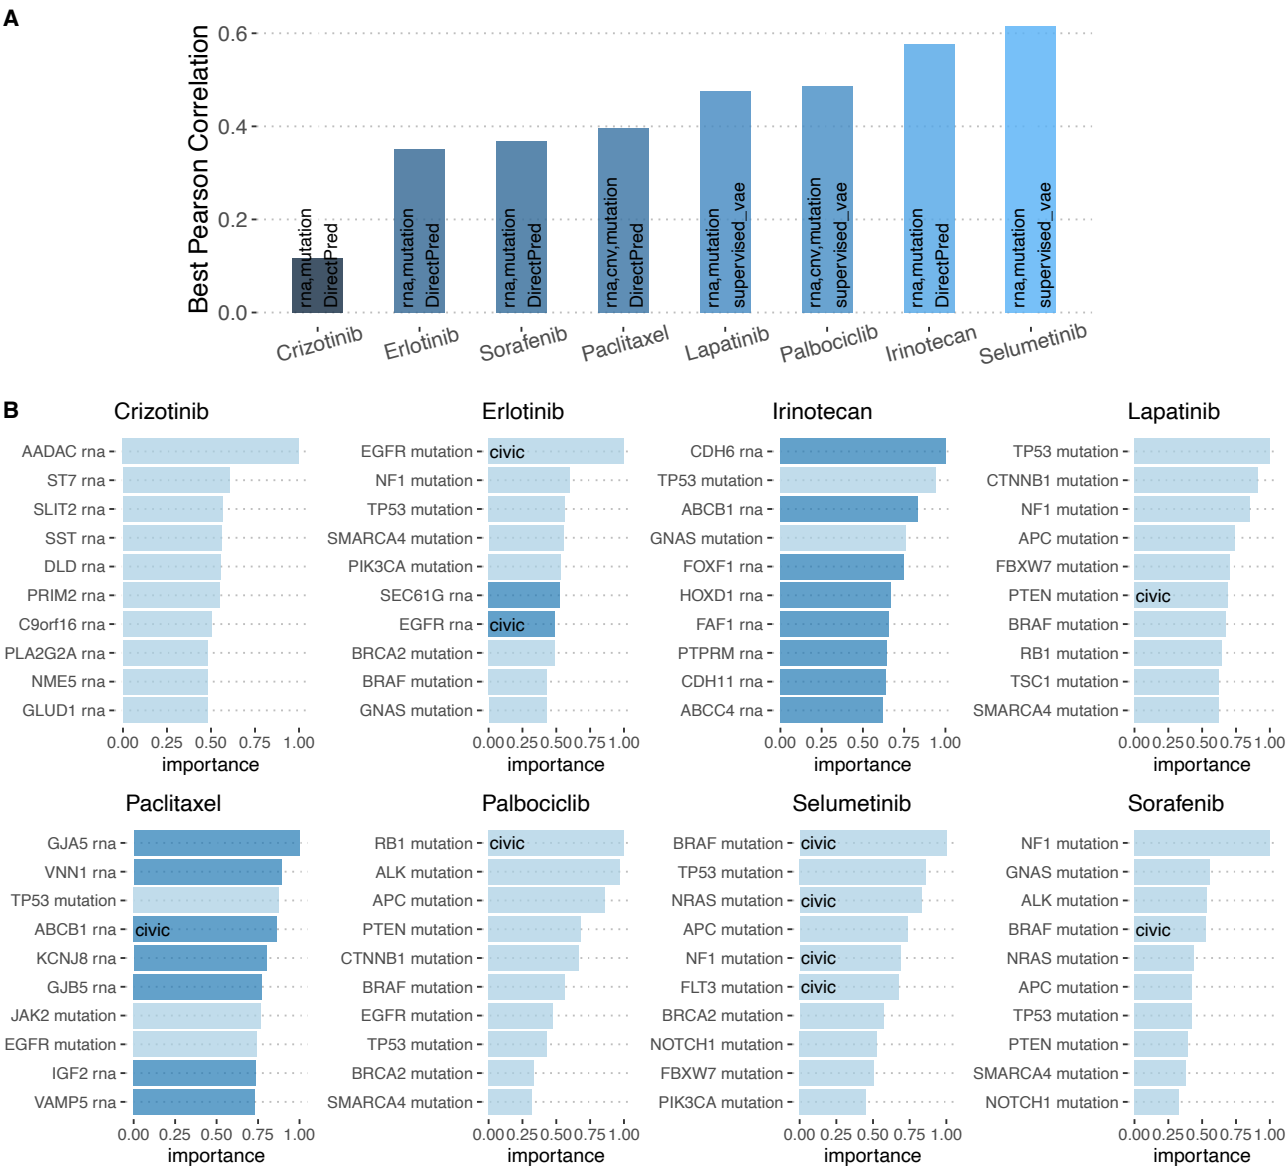 A
Best Pearson Correlation
0.6
0.4
0.2
0.0
rna,mutation
DirectPred
rna,mutation
DirectPred
rna,mutation
DirectPred
rna,cnv,mutation
DirectPred
rna,mutation
supervised_vae
rna,cnv,mutation
supervised_vae
rna,mutation
DirectPred
rna,mutation
supervised_vae
Crizotinib
Erlotinib
Sorafenib
Paclitaxel
Lapatinib
Palbociclib
Irinotecan
Selumetinib
B
Crizotinib
AADAC rna
ST7 rna
SLIT2 rna
SST rna
DLD rna
PRIM2 rna
C9orf16 rna
PLA2G2A rna
NME5 rna
GLUD1 rna
0.00 0.25 0.50 0.75 1.00
importance
Erlotinib
EGFR mutation civic
NF1 mutation
TP53 mutation
SMARCA4 mutation
PIK3CA mutation
SEC61G rna
EGFR rna civic
BRCA2 mutation
BRAF mutation
GNAS mutation
0.00 0.25 0.50 0.75 1.00
importance
Irinotecan
CDH6 rna
TP53 mutation
ABCB1 rna
GNAS mutation
FOXF1 rna
HOXD1 rna
FAF1 rna
PTPRM rna
CDH11 rna
ABCC4 rna
0.00 0.25 0.50 0.75 1.00
importance
Lapatinib
TP53 mutation
CTNNB1 mutation
NF1 mutation
APC mutation
FBXW7 mutation
PTEN mutation civic
BRAF mutation
RB1 mutation
TSC1 mutation
SMARCA4 mutation
0.00 0.25 0.50 0.75 1.00
importance
Paclitaxel
GJA5 rna
VNN1 rna
TP53 mutation
ABCB1 rna civic
KCNJ8 rna
GJB5 rna
JAK2 mutation
EGFR mutation
IGF2 rna
VAMP5 rna
0.00 0.25 0.50 0.75 1.00
importance
Palbociclib
RB1 mutation civic
ALK mutation
APC mutation
PTEN mutation
CTNNB1 mutation
BRAF mutation
EGFR mutation
TP53 mutation
BRCA2 mutation
SMARCA4 mutation
0.00 0.25 0.50 0.75 1.00
importance
Selumetinib
BRAF mutation civic
TP53 mutation
NRAS mutation civic
APC mutation
NF1 mutation civic
FLT3 mutation civic
BRCA2 mutation
NOTCH1 mutation
FBXW7 mutation
PIK3CA mutation
0.00 0.25 0.50 0.75 1.00
importance
Sorafenib
NF1 mutation
GNAS mutation
ALK mutation
BRAF mutation civic
NRAS mutation
APC mutation
TP53 mutation
PTEN mutation
SMARCA4 mutation
NOTCH1 mutation
0.00 0.25 0.50 0.75 1.00
importance